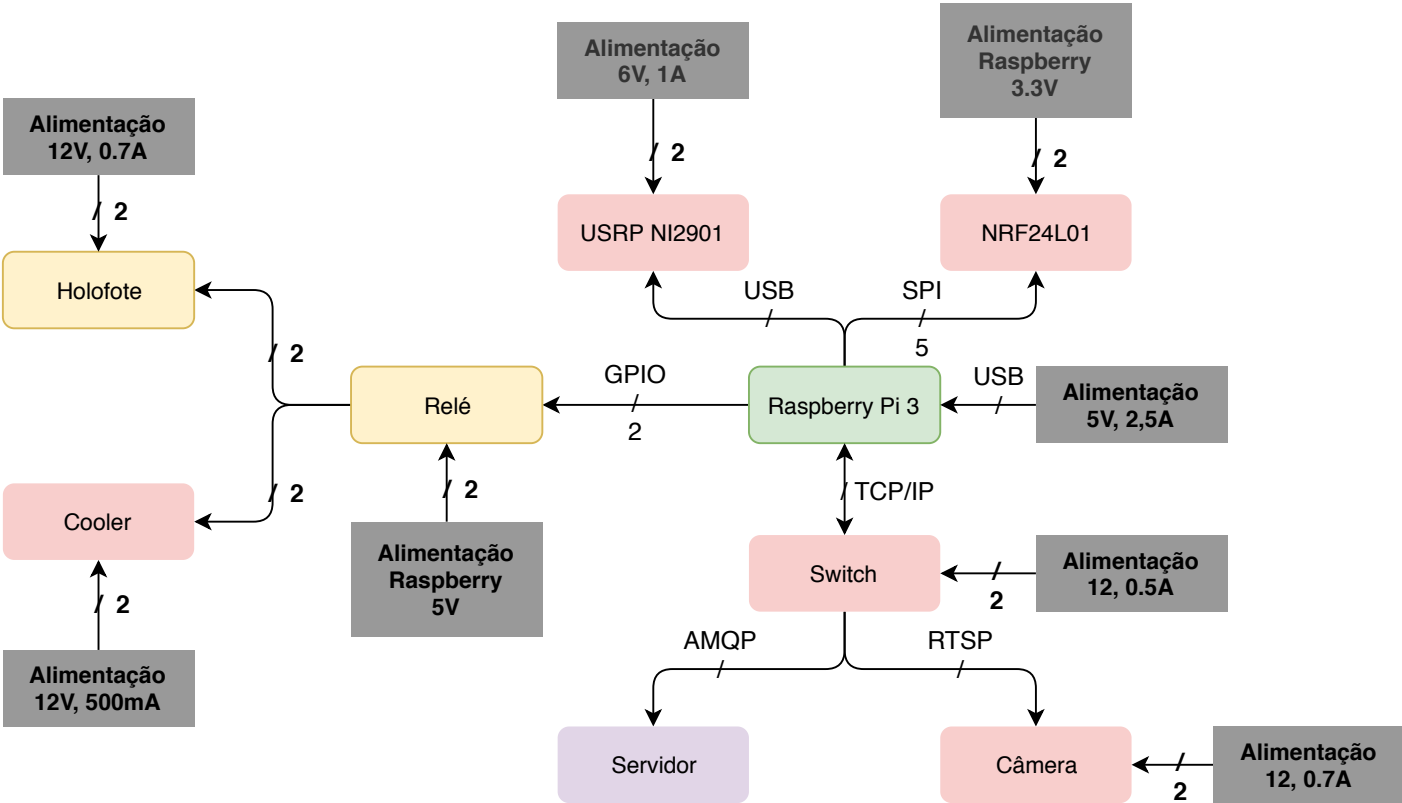 Alimentação
6V, 1A
Alimentação
Raspberry
3.3V
Alimentação
12V, 0.7A
/ 2
/ 2
/ 2
USRP NI2901
NRF24L01
Holofote
USB
/
SPI
/
5
/ 2
Relé
GPIO
/
2
Raspberry Pi 3
USB
/
Alimentação
5V, 2,5A
/ 2
/ 2
/ TCP/IP
Cooler
Alimentação
Raspberry
5V
Switch
/
2
Alimentação
12, 0.5A
/ 2
AMQP
/
RTSP
/
Alimentação
12V, 500mA
Servidor
Câmera
/
2
Alimentação
12, 0.7A